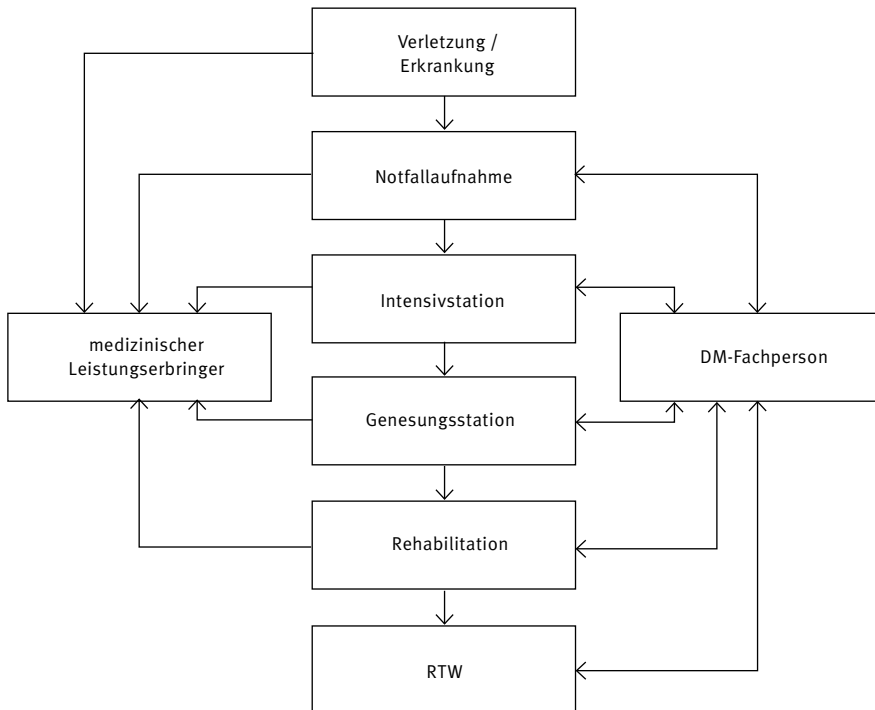 Verletzung /
Erkrankung
Notfallaufnahme
Intensivstation
medizinischer
Leistungserbringer
DM-Fachperson
Genesungsstation
Rehabilitation
RTW